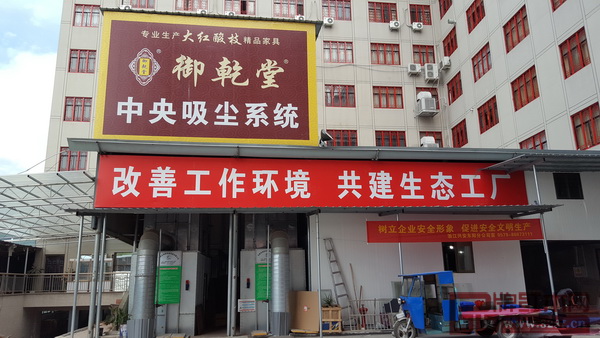 专业生产大红酸枝精品家具
御乾堂®
中央吸尘系统
改善工作环境 共建生态工厂
树立企业安全形象 促进安全文明生产